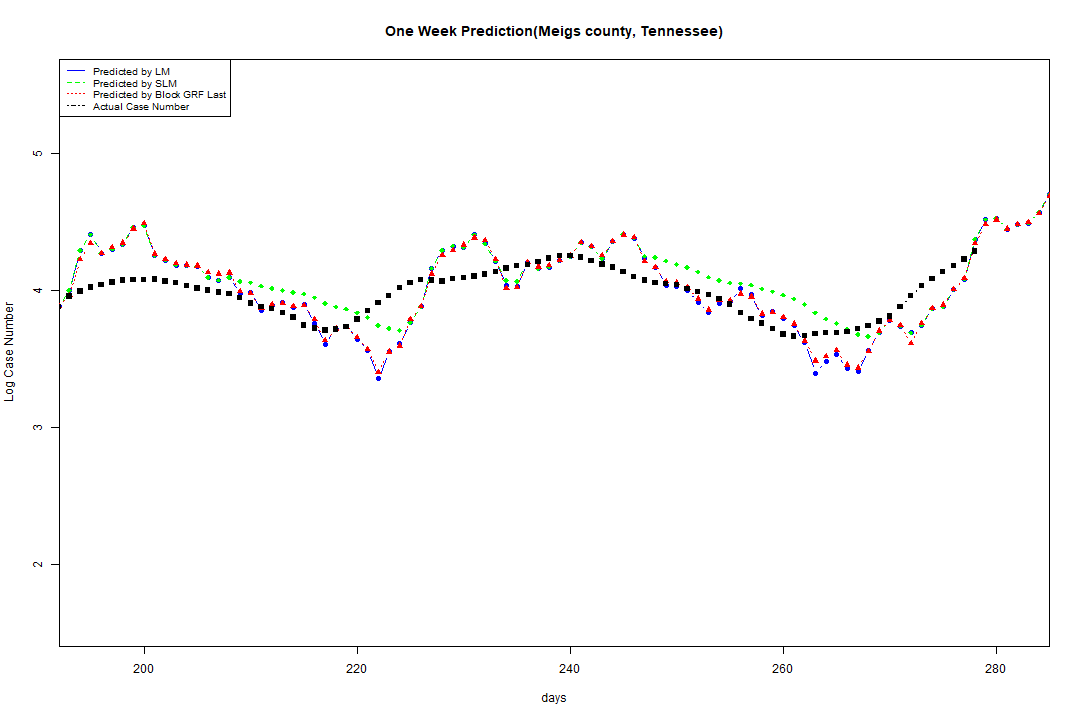 One Week Prediction(Meigs county, Tennessee)
Predicted by LM
Predicted by SLM
Predicted by Block GRF Last
Actual Case Number
5
4
3
2
Log Case Number
200 220 240 260 280
days